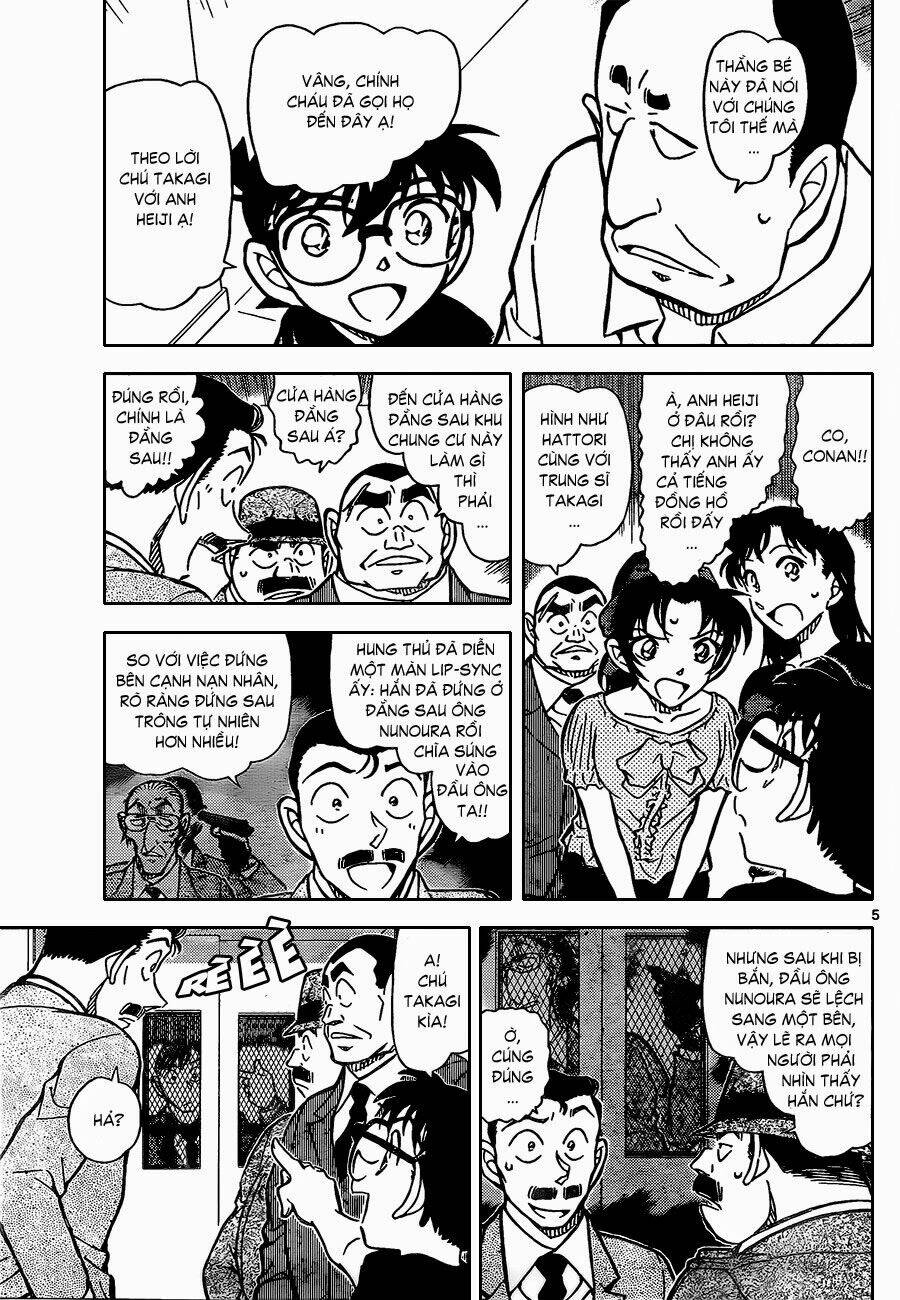 THẰNG BÉ
NÀY ĐÃ NÓI
VỚI CHÚNG
TÔI THẾ MÀ
...
VÂNG, CHÍNH
CHÁU ĐÃ GỌI HỌ
ĐẾN ĐÂY Ạ!
THEO LỜI
CHÚ TAKAGI
VỚI ANH
HEIJI Ạ!
CO,
CONAN!!
À, ANH HEIJI
Ở ĐÂU RỒI?
CHỊ KHÔNG
THẤY ANH ẤY
CẢ TIẾNG
ĐỒNG HỒ
RỒI ĐẤY
...
HÌNH NHƯ
HATTORI
CÙNG VỚI
TRUNG SĨ
TAKAGI
...
ĐẾN CỬA HÀNG
ĐẰNG SAU KHU
CHUNG CƯ NÀY
LÀM GÌ
THÌ
PHẢI
...
CỬA HÀNG
ĐẰNG
SAU Á?
ĐÚNG RỒI,
CHÍNH LÀ
ĐẰNG
SAU!!
HUNG THỦ ĐÃ DIỄN
MỘT MÀN LIP-SYNC
ẤY: HẮN ĐÃ ĐỨNG Ở
ĐẰNG SAU ÔNG
NUNOURA RỒI
CHĨA SÚNG
VÀO
ĐẦU ÔNG
TA!!
SO VỚI VIỆC ĐỨNG
BÊN CẠNH NẠN NHÂN,
RÕ RÀNG ĐỨNG SAU
TRÔNG TỰ NHIÊN
HƠN NHIỀU!
5
NHƯNG SAU KHI BỊ
BẮN, ĐẦU ÔNG
NUNOURA SẼ LỆCH
SANG MỘT BÊN,
VẬY LẼ RA MỌI
NGƯỜI PHẢI
NHÌN THẤY
HẮN CHỨ?
Ờ,
CŨNG
ĐÚNG
...
A!
CHÚ
TAKAGI
KÌA!
RÈÈÈ
HẢ?